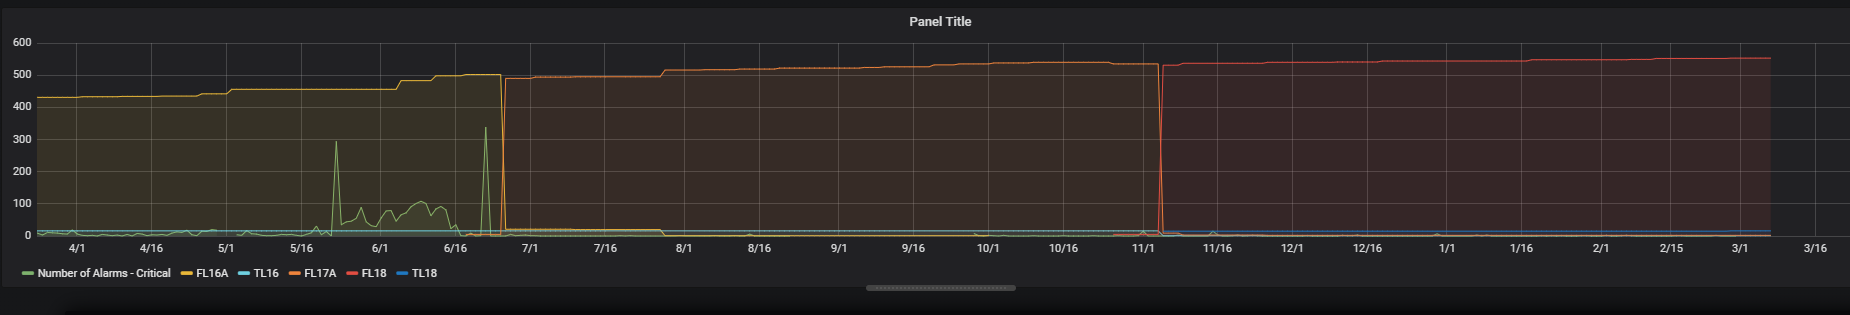 Panel Title
600
500
400
300
200
100
0
4/1 4/16 5/1 5/16 6/1 6/16 7/1 7/16 8/1 8/16 9/1 9/16 10/1 10/16 11/1 11/16 12/1 12/16 1/1 1/16 2/1 2/15 3/1 3/16
Number of Alarms - Critical FL16A TL16 FL17A FL18 TL18